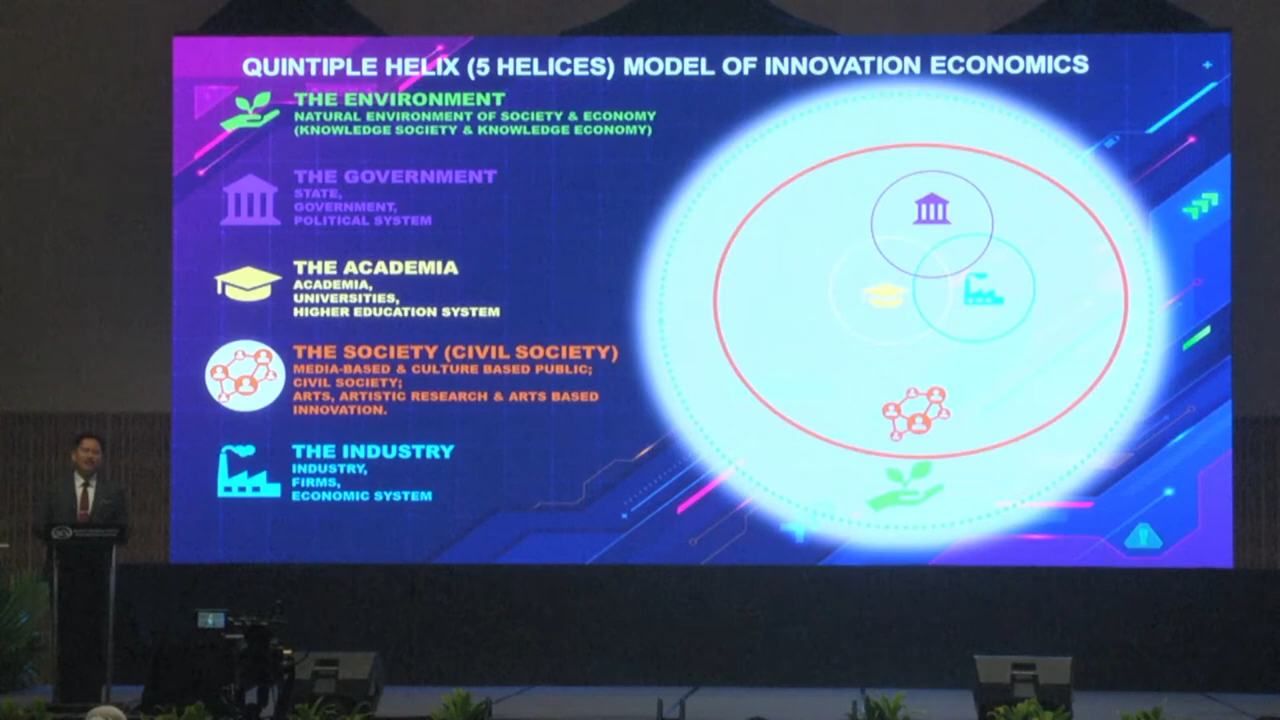 QUINTIPLE HELIX (5 HELICES) MODEL OF INNOVATION ECONOMICS
THE ENVIRONMENT
NATURAL ENVIRONMENT OF SOCIETY & ECONOMY
(KNOWLEDGE SOCIETY & KNOWLEDGE ECONOMY)
THE GOVERNMENT
STATE,
GOVERNMENT,
POLITICAL SYSTEM
THE ACADEMIA
ACADEMIA,
UNIVERSITIES,
HIGHER EDUCATION SYSTEM
THE SOCIETY (CIVIL SOCIETY)
MEDIA-BASED & CULTURE BASED PUBLIC;
CIVIL SOCIETY;
ARTS, ARTISTIC RESEARCH & ARTS BASED
INNOVATION.
THE INDUSTRY
INDUSTRY,
FIRMS,
ECONOMIC SYSTEM